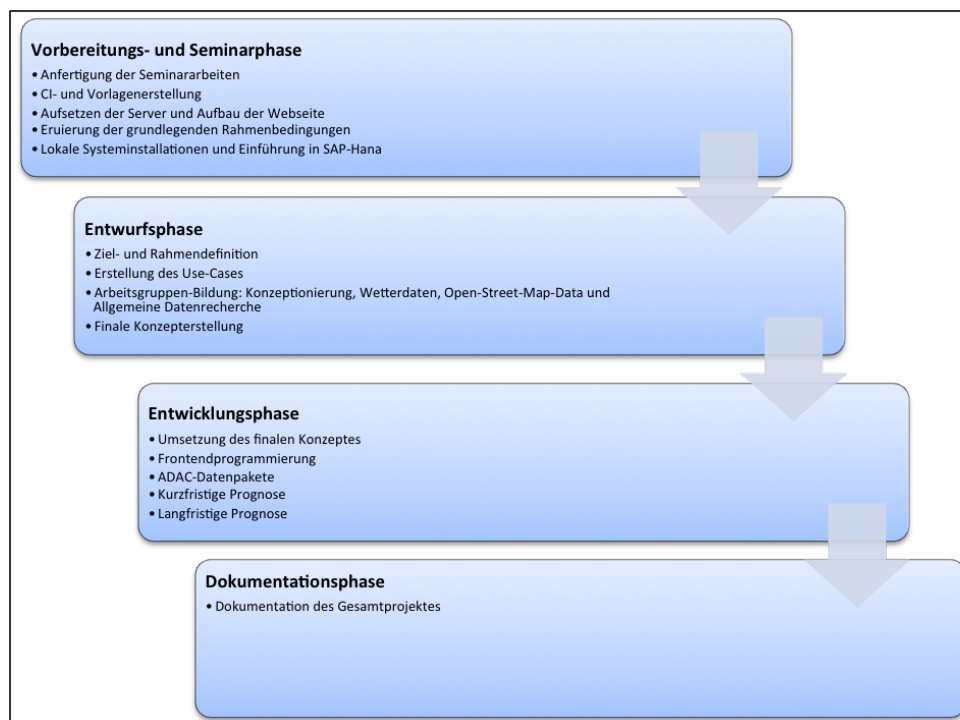 Vorbereitungs- und Seminarphase
• Anfertigung der Seminararbeiten
• CI- und Vorlagenerstellung
• Aufsetzen der Server und Aufbau der Webseite
• Eruierung der grundlegenden Rahmenbedingungen
• Lokale Systeminstallationen und Einführung in SAP-Hana
Entwurfsphase
• Ziel- und Rahmendefinition
• Erstellung des Use-Cases
• Arbeitsgruppen-Bildung: Konzeptionierung, Wetterdaten, Open-Street-Map-Data und
Allgemeine Datenrecherche
• Finale Konzepterstellung
Entwicklungsphase
• Umsetzung des finalen Konzeptes
• Frontendprogrammierung
• ADAC-Datenpakete
• Kurzfristige Prognose
• Langfristige Prognose
Dokumentationsphase
• Dokumentation des Gesamtprojektes